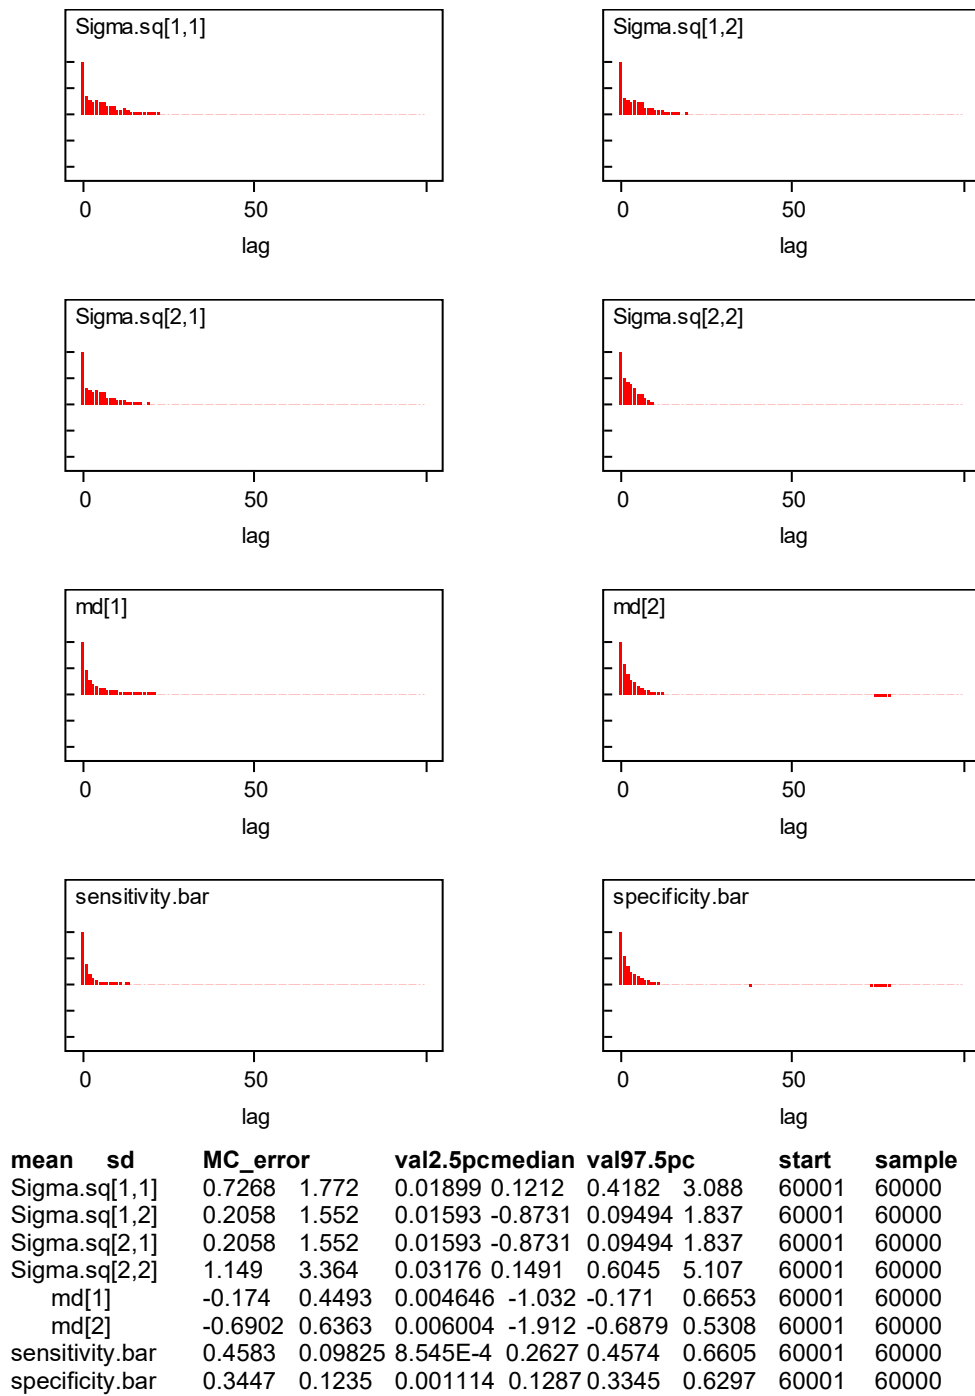 Sigma.sq[1,1] Sigma.sq[1,2]
0 50 0 50
lag lag
Sigma.sq[2,1] Sigma.sq[2,2]
0 50 0 50
lag lag
md[1] md[2]
0 50 0 50
lag lag
sensitivity.bar specificity.bar
0 50 0 50
lag lag
mean sd MC_error val2.5pcmedian val97.5pc start sample
Sigma.sq[1,1] 0.7268 1.772 0.01899 0.1212 0.4182 3.088 60001 60000
Sigma.sq[1,2] 0.2058 1.552 0.01593 -0.8731 0.09494 1.837 60001 60000
Sigma.sq[2,1] 0.2058 1.552 0.01593 -0.8731 0.09494 1.837 60001 60000
Sigma.sq[2,2] 1.149 3.364 0.03176 0.1491 0.6045 5.107 60001 60000
md[1] -0.174 0.4493 0.004646 -1.032 -0.171 0.6653 60001 60000
md[2] -0.6902 0.6363 0.006004 -1.912 -0.6879 0.5308 60001 60000
sensitivity.bar 0.4583 0.09825 8.545E-4 0.2627 0.4574 0.6605 60001 60000
specificity.bar 0.3447 0.1235 0.001114 0.1287 0.3345 0.6297 60001 60000